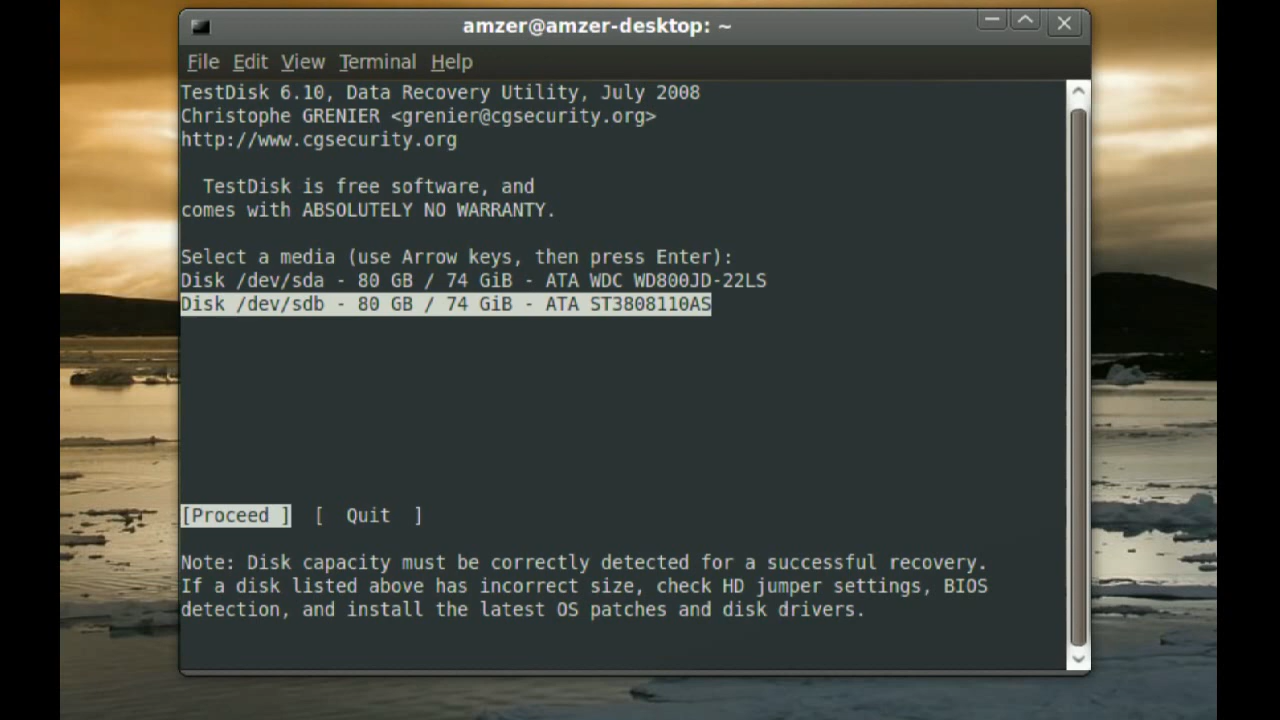 amzer@amzer-desktop: ~
File Edit View Terminal Help
TestDisk 6.10, Data Recovery Utility, July 2008
Christophe GRENIER <grenier@cgsecurity.org>
http://www.cgsecurity.org
TestDisk is free software, and
comes with ABSOLUTELY NO WARRANTY.
Select a media (use Arrow keys, then press Enter):
Disk /dev/sda - 80 GB / 74 GiB - ATA WDC WD800JD-22LS
Disk /dev/sdb - 80 GB / 74 GiB - ATA ST3808110AS
[Proceed ] [ Quit ]
Note: Disk capacity must be correctly detected for a successful recovery.
If a disk listed above has incorrect size, check HD jumper settings, BIOS
detection, and install the latest OS patches and disk drivers.